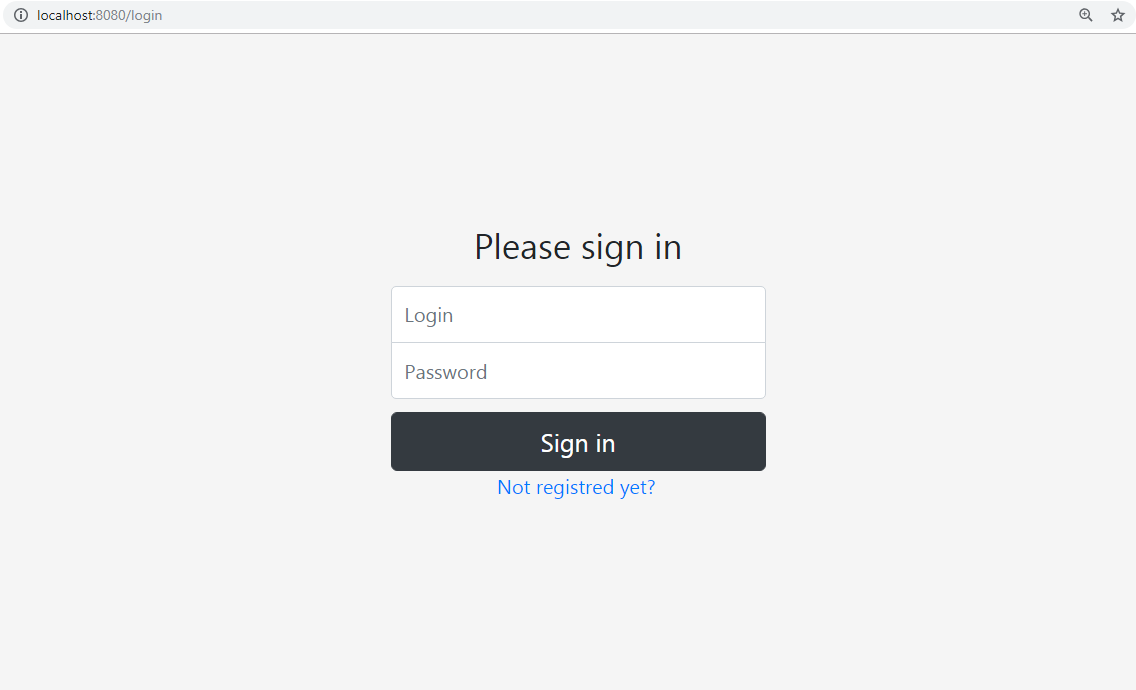 localhost:8080/login
Please sign in
Login
Password
Sign in
Not registred yet?